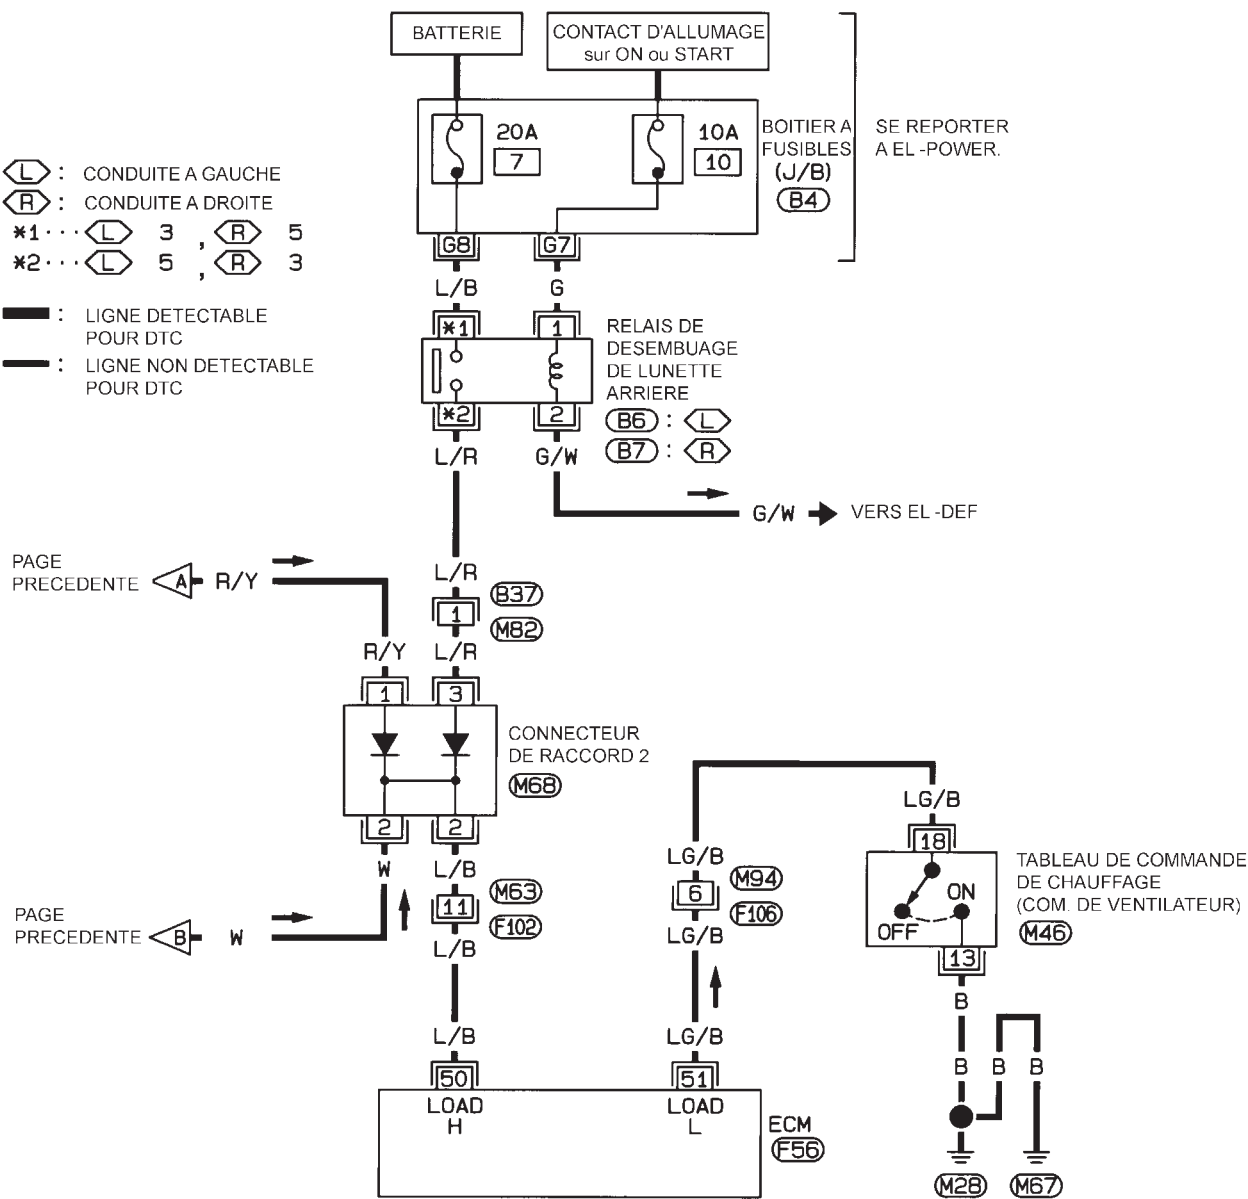 BATTERIE
CONTACT D'ALLUMAGE
sur ON ou START
20A
7
10A
10
BOITIER A
FUSIBLES
(J/B)
B4
SE REPORTER
A EL -POWER.
L : CONDUITE A GAUCHE
R : CONDUITE A DROITE
*1 ··· L 3 , R 5
*2 ··· L 5 , R 3
: LIGNE DETECTABLE
POUR DTC
: LIGNE NON DETECTABLE
POUR DTC
G8
G7
L/B
G
*1
1
RELAIS DE
DESEMBUAGE
DE LUNETTE
ARRIERE
B6 : L
B7 : R
*2
2
L/R
G/W
G/W
VERS EL -DEF
PAGE
PRECEDENTE
A
R/Y
L/R
B37
1
M82
R/Y
L/R
1
3
CONNECTEUR
DE RACCORD 2
M68
2
2
W
L/B
M63
11
F102
L/B
PAGE
PRECEDENTE
B
W
L/B
50
LOAD
H
LG/B
18
TABLEAU DE COMMANDE
DE CHAUFFAGE
(COM. DE VENTILATEUR)
M46
ON
OFF
13
LG/B
M94
6
F106
LG/B
LG/B
51
LOAD
L
ECM
F56
B
B
B
B
M28
M67